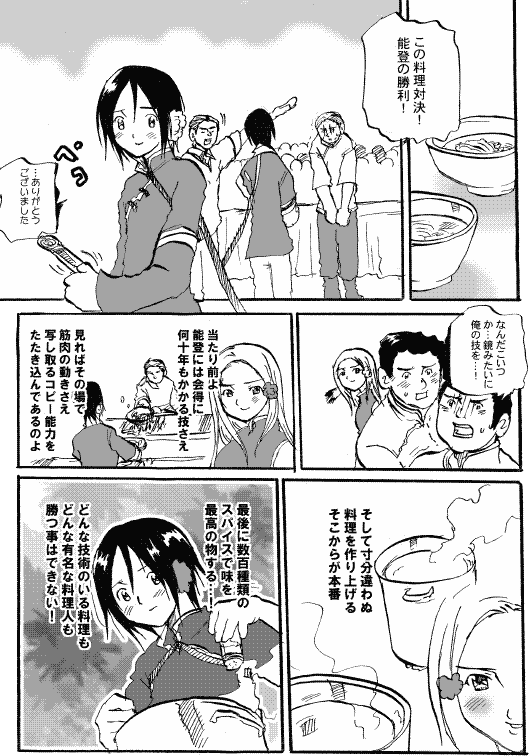 この料理対決！
能登の勝利！
ペコ
…ありがとう
ございました
なんだこいつ
か…鏡みたいに
俺の技を…！
当たり前よ
能登には会得に
何十年もかかる技さえ
見ればその場で
筋肉の動きさえ
写し取るコピー能力を
たたき込んであるのよ
そして寸分違わぬ
料理を作り上げる
そこからが本番
最後に数百種類の
スパイスで味を
最高の物する…！
どんな技術のいる料理も
どんな有名な料理人も
勝つ事はできない！